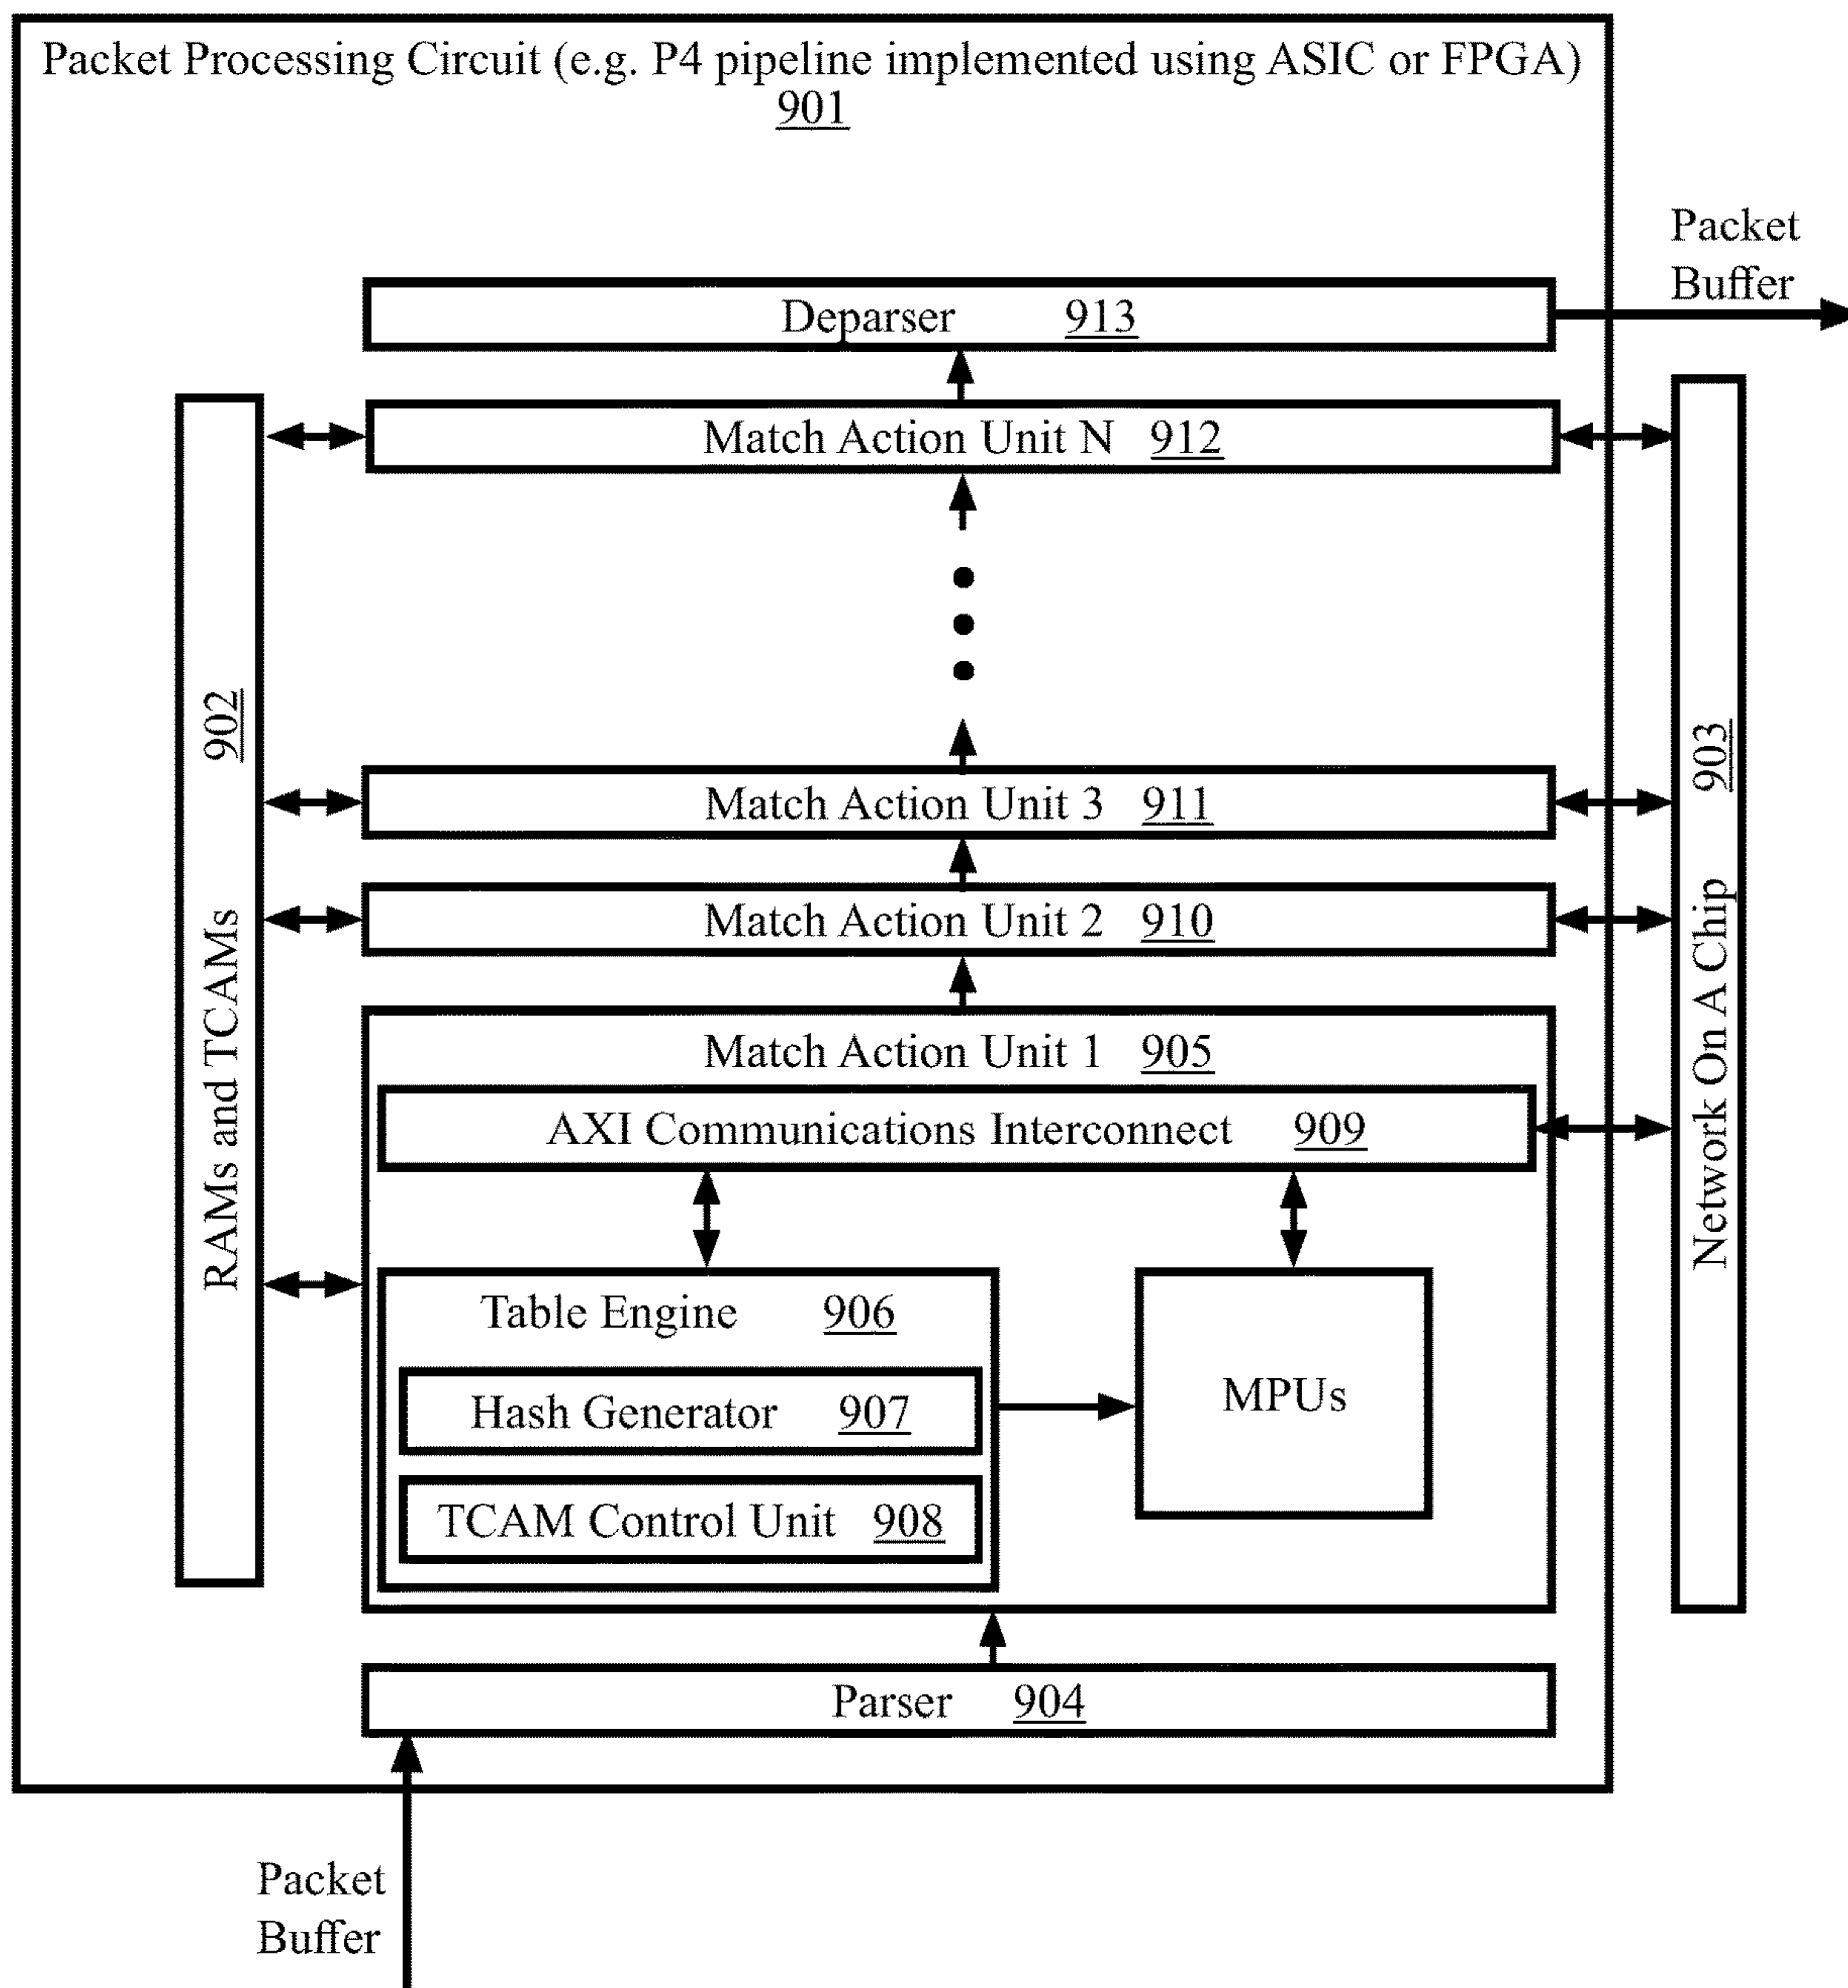 Packet Processing Circuit (e.g. P4 pipeline implemented using ASIC or FPGA)
901
Packet
Buffer
Deparser 913
Match Action Unit N 912
RAMs and TCAMs 902
Network On A Chip 903
Match Action Unit 3 911
Match Action Unit 2 910
Match Action Unit 1 905
AXI Communications Interconnect 909
Table Engine 906
Hash Generator 907
TCAM Control Unit 908
MPUs
Parser 904
Packet
Buffer